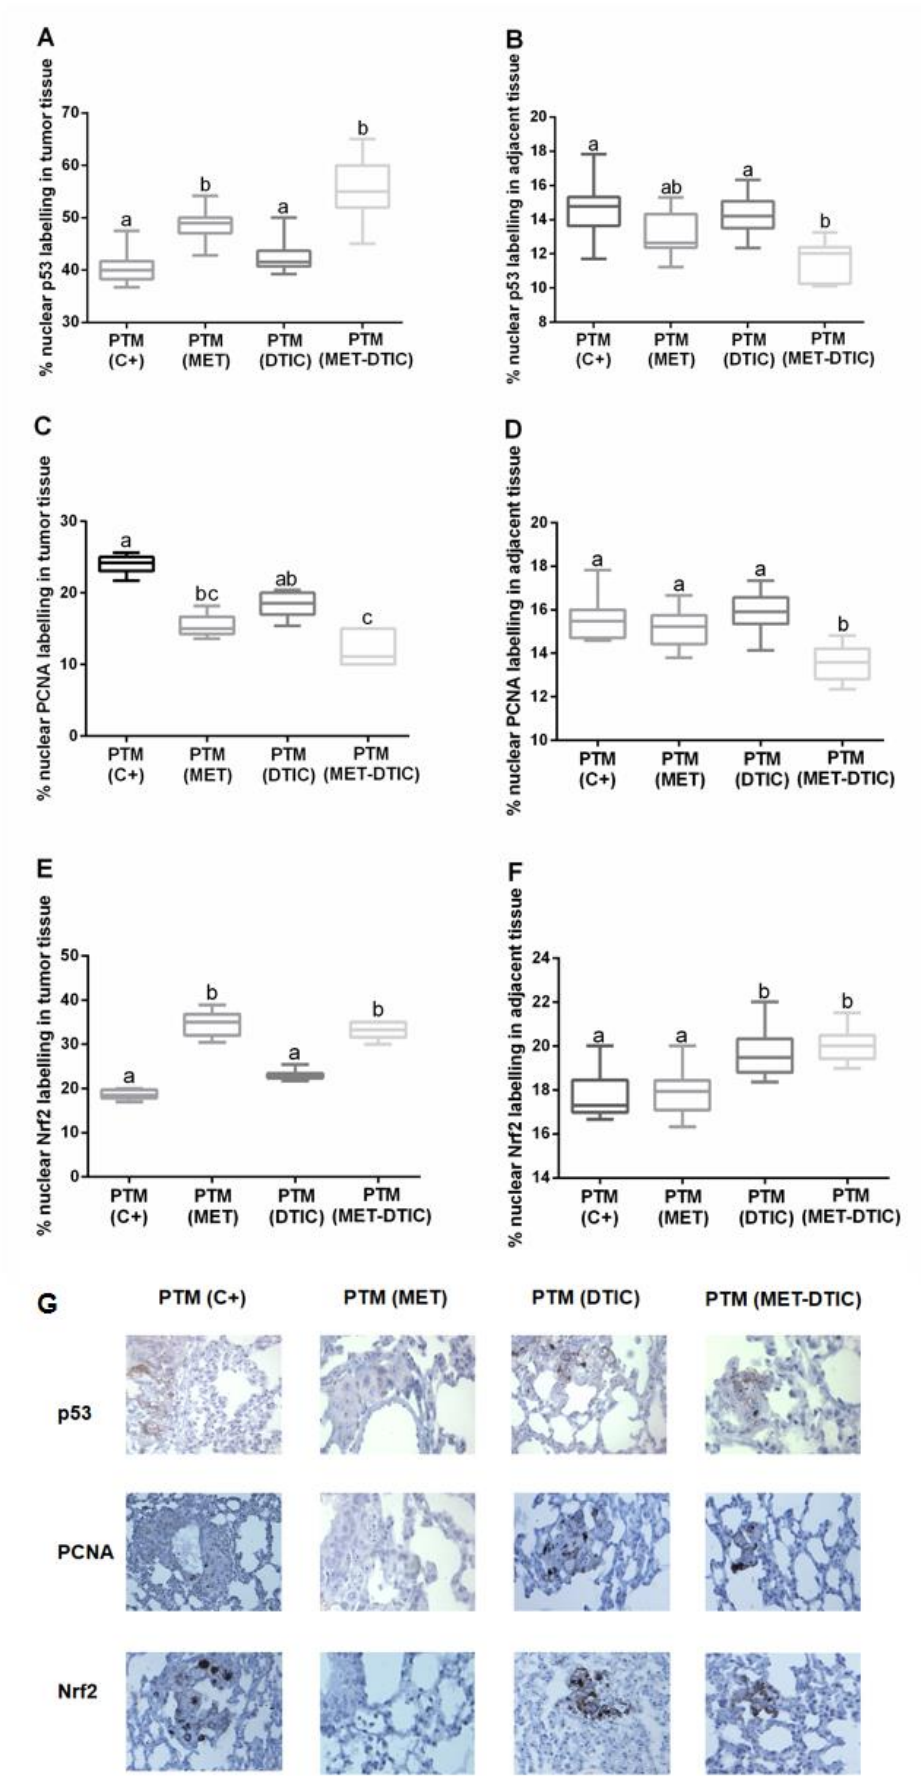 A
% nuclear p53 labelling in tumor tissue
70
60
50
40
30
a
b
a
b
PTM
(C+)
PTM
(MET)
PTM
(DTIC)
PTM
(MET-DTIC)
B
% nuclear p53 labelling in adjacent tissue
20
18
16
14
12
10
8
a
ab
a
b
PTM
(C+)
PTM
(MET)
PTM
(DTIC)
PTM
(MET-DTIC)
C
% nuclear PCNA labelling in tumor tissue
30
20
10
0
a
bc
ab
c
PTM
(C+)
PTM
(MET)
PTM
(DTIC)
PTM
(MET-DTIC)
D
% nuclear PCNA labelling in adjacent tissue
20
18
16
14
12
10
a
a
a
b
PTM
(C+)
PTM
(MET)
PTM
(DTIC)
PTM
(MET-DTIC)
E
% nuclear Nrf2 labelling in tumor tissue
50
40
30
20
10
0
a
b
a
b
PTM
(C+)
PTM
(MET)
PTM
(DTIC)
PTM
(MET-DTIC)
F
% nuclear Nrf2 labelling in adjacent tissue
24
22
20
18
16
14
a
a
b
b
PTM
(C+)
PTM
(MET)
PTM
(DTIC)
PTM
(MET-DTIC)
G
PTM (C+) PTM (MET) PTM (DTIC) PTM (MET-DTIC)
p53
PCNA
Nrf2